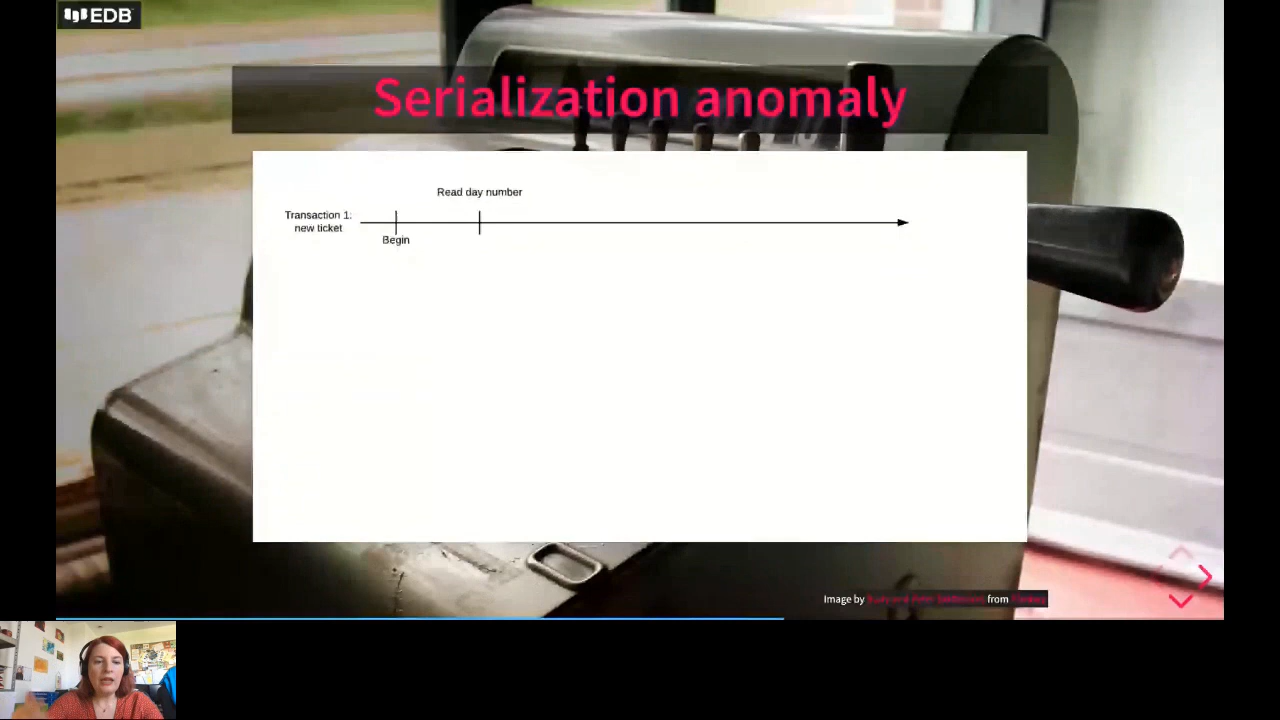 EDB
Serialization anomaly
Read day number
Transaction 1:
new ticket
Begin
Image by
from